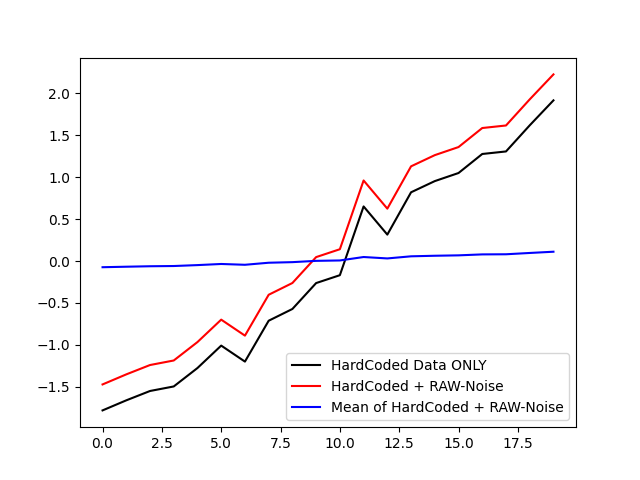 2.0
1.5
1.0
0.5
0.0
−0.5
−1.0
−1.5
HardCoded Data ONLY
HardCoded + RAW-Noise
Mean of HardCoded + RAW-Noise
0.0 2.5 5.0 7.5 10.0 12.5 15.0 17.5